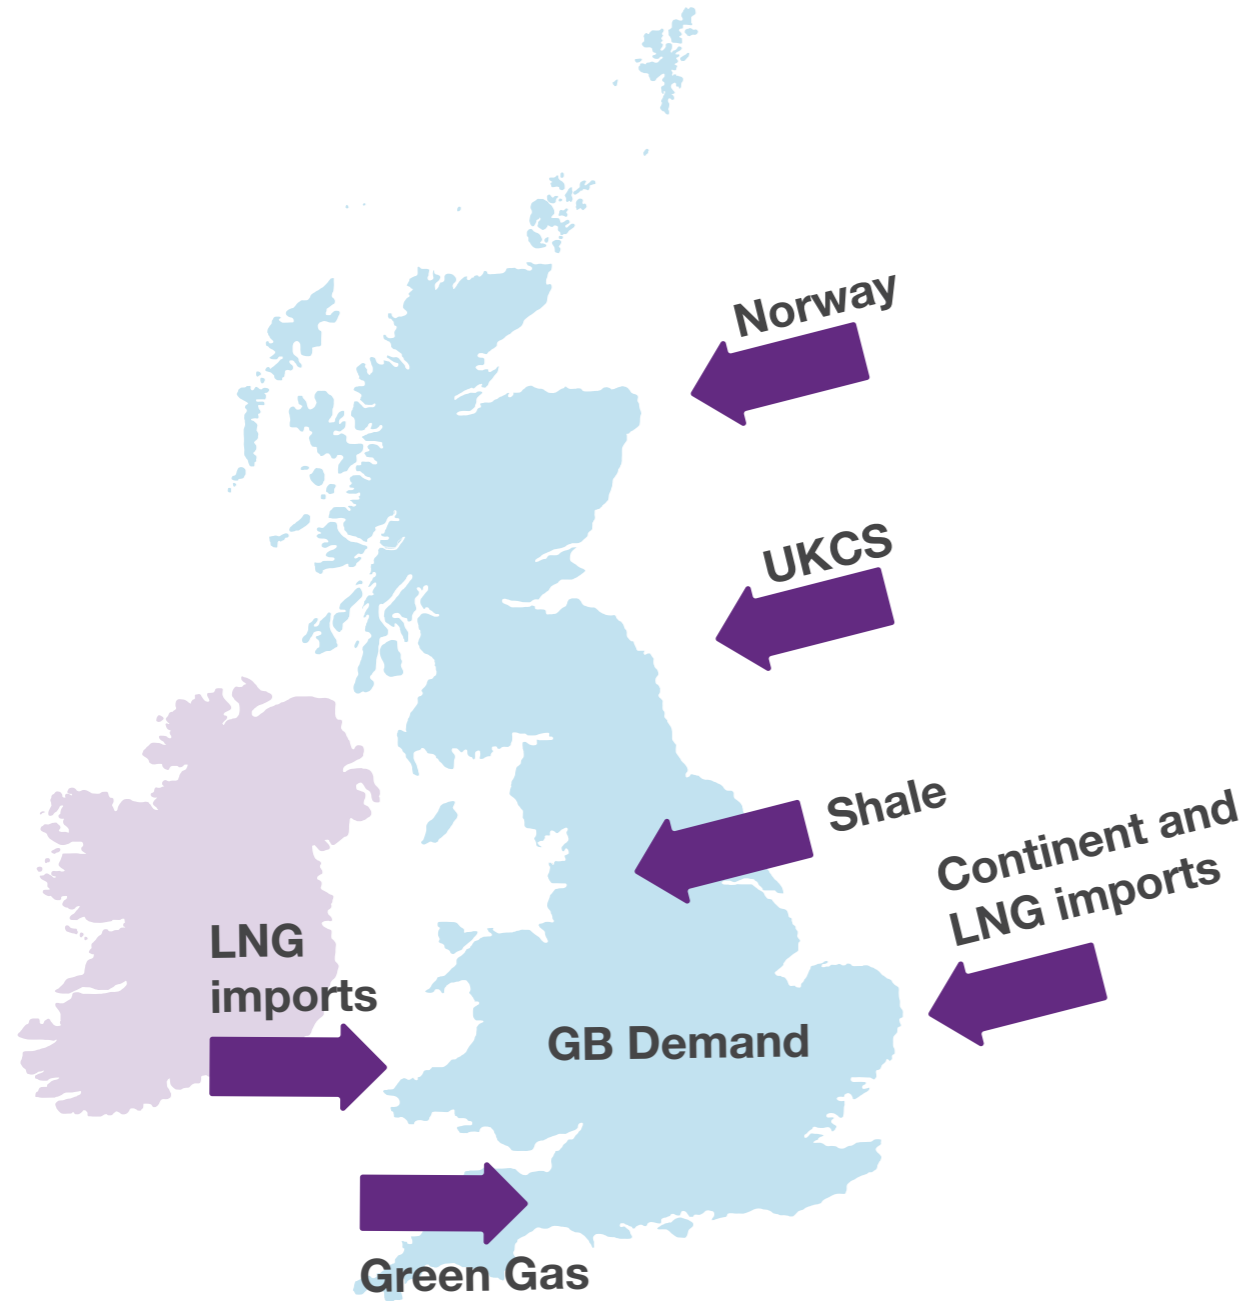 Norway
UKCS
Shale
Continent and
LNG imports
LNG
imports
GB Demand
Green Gas